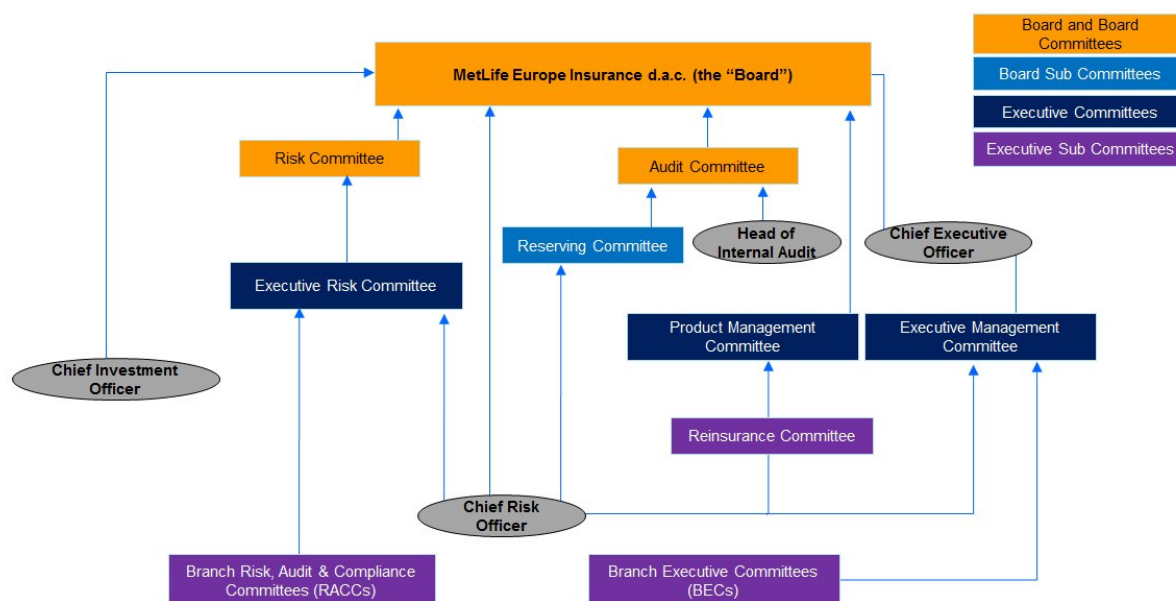 Board and Board
Committees
MetLife Europe Insurance d.a.c. (the “Board”)
Board Sub Committees
Executive Committees
Executive Sub Committees
Risk Committee
Audit Committee
Reserving Committee
Head of
Internal Audit
Chief Executive
Officer
Executive Risk Committee
Product Management
Committee
Executive Management
Committee
Chief Investment
Officer
Reinsurance Committee
Chief Risk
Officer
Branch Risk, Audit & Compliance
Committees (RACCs)
Branch Executive Committees
(BECs)